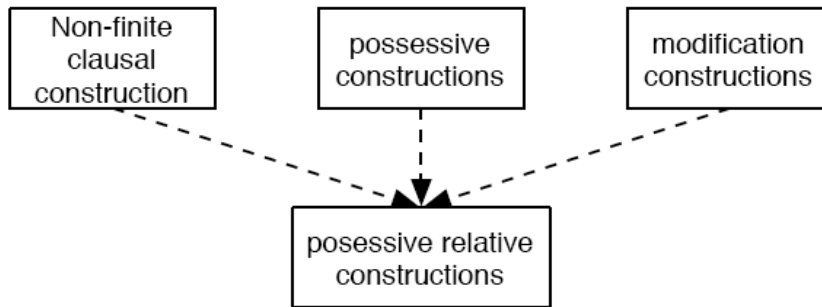 Non-finite
clausal
construction
possessive
constructions
modification
constructions
posessive relative
constructions